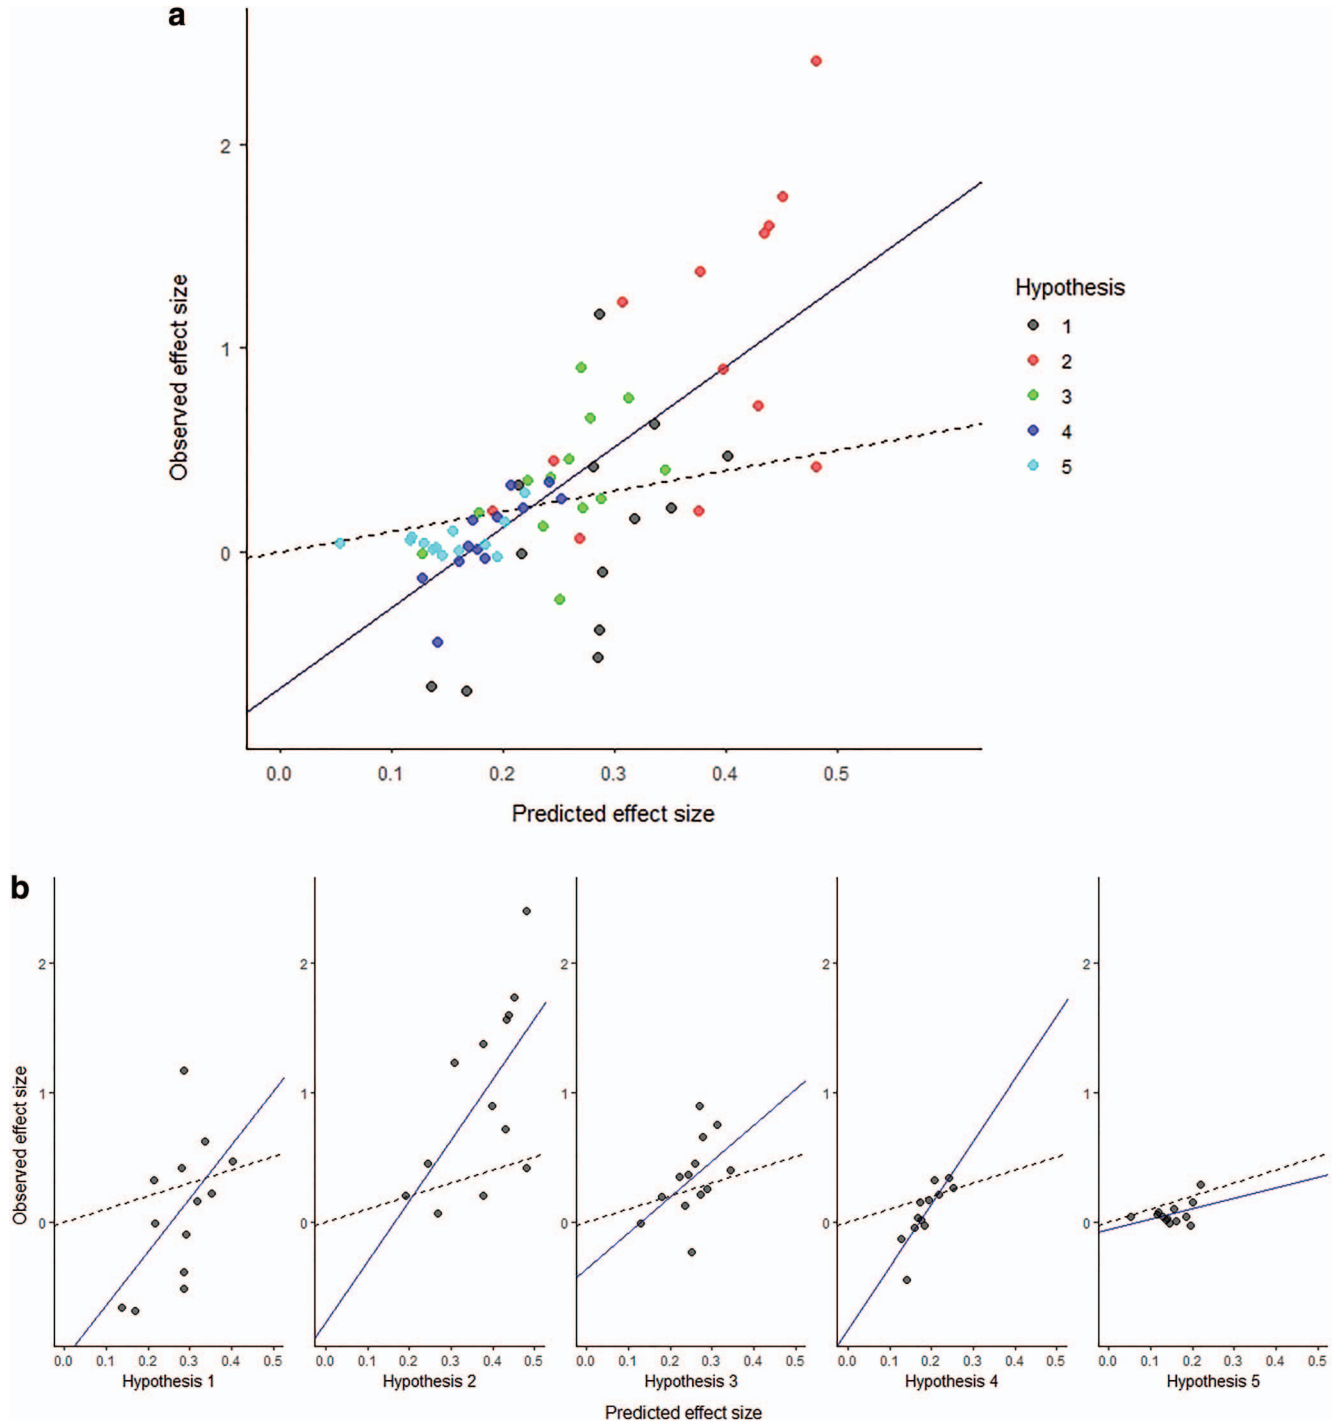 a
2
1
0
Observed effect size
0.0 0.1 0.2 0.3 0.4 0.5
Predicted effect size
Hypothesis
1
2
3
4
5
b
Observed effect size
2 2 2 2 2
1 1 1 1 1
0 0 0 0 0
0.0 0.1 0.2 0.3 0.4 0.5 0.0 0.1 0.2 0.3 0.4 0.5 0.0 0.1 0.2 0.3 0.4 0.5 0.0 0.1 0.2 0.3 0.4 0.5 0.0 0.1 0.2 0.3 0.4 0.5
Hypothesis 1 Hypothesis 2 Hypothesis 3 Hypothesis 4 Hypothesis 5
Predicted effect size